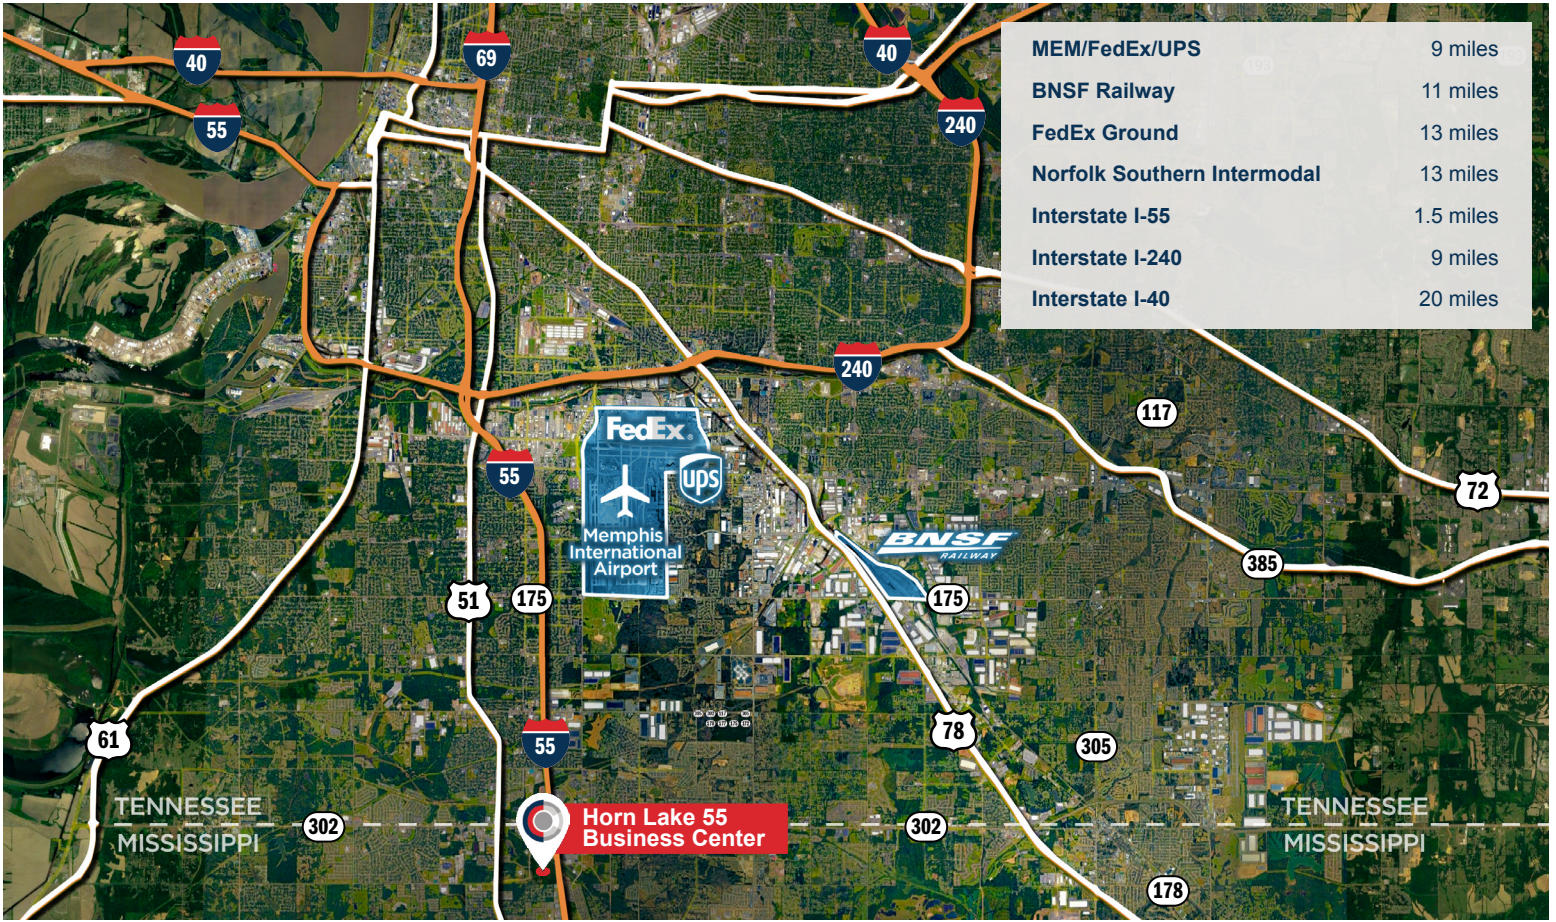 40
69
40
55
240
MEM/FedEx/UPS 9 miles
BNSF Railway 11 miles
FedEx Ground 13 miles
Norfolk Southern Intermodal 13 miles
Interstate I-55 1.5 miles
Interstate I-240 9 miles
Interstate I-40 20 miles
240
117
FedEx®
ups
55
72
Memphis
International
Airport
BNSF
RAILWAY
385
51
175
175
61
55
78
305
TENNESSEE
MISSISSIPPI
302
Horn Lake 55
Business Center
302
TENNESSEE
MISSISSIPPI
178